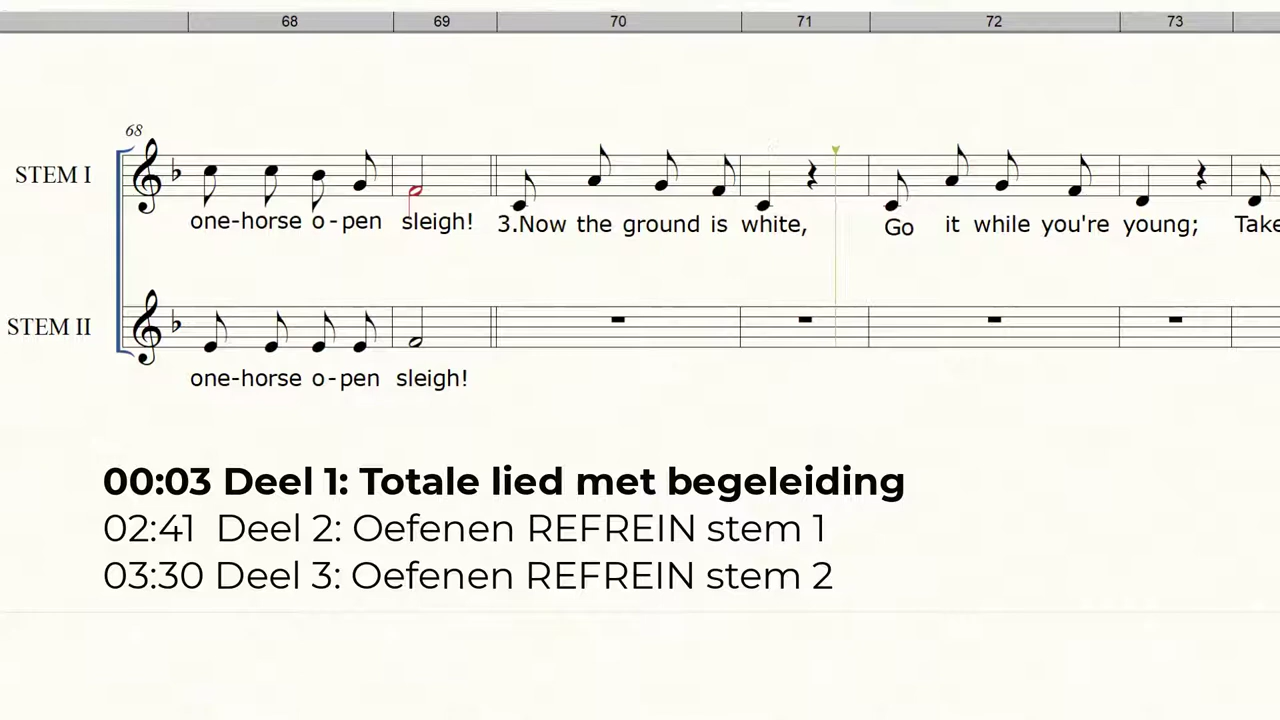 68 69 70 71 72 73
68
STEM I
one-horse o-pen sleigh! 3.Now the ground is white, Go it while you're young; Take
STEM II
one-horse o-pen sleigh!
00:03 Deel 1: Totale lied met begeleiding
02:41 Deel 2: Oefenen REFREIN stem 1
03:30 Deel 3: Oefenen REFREIN stem 2